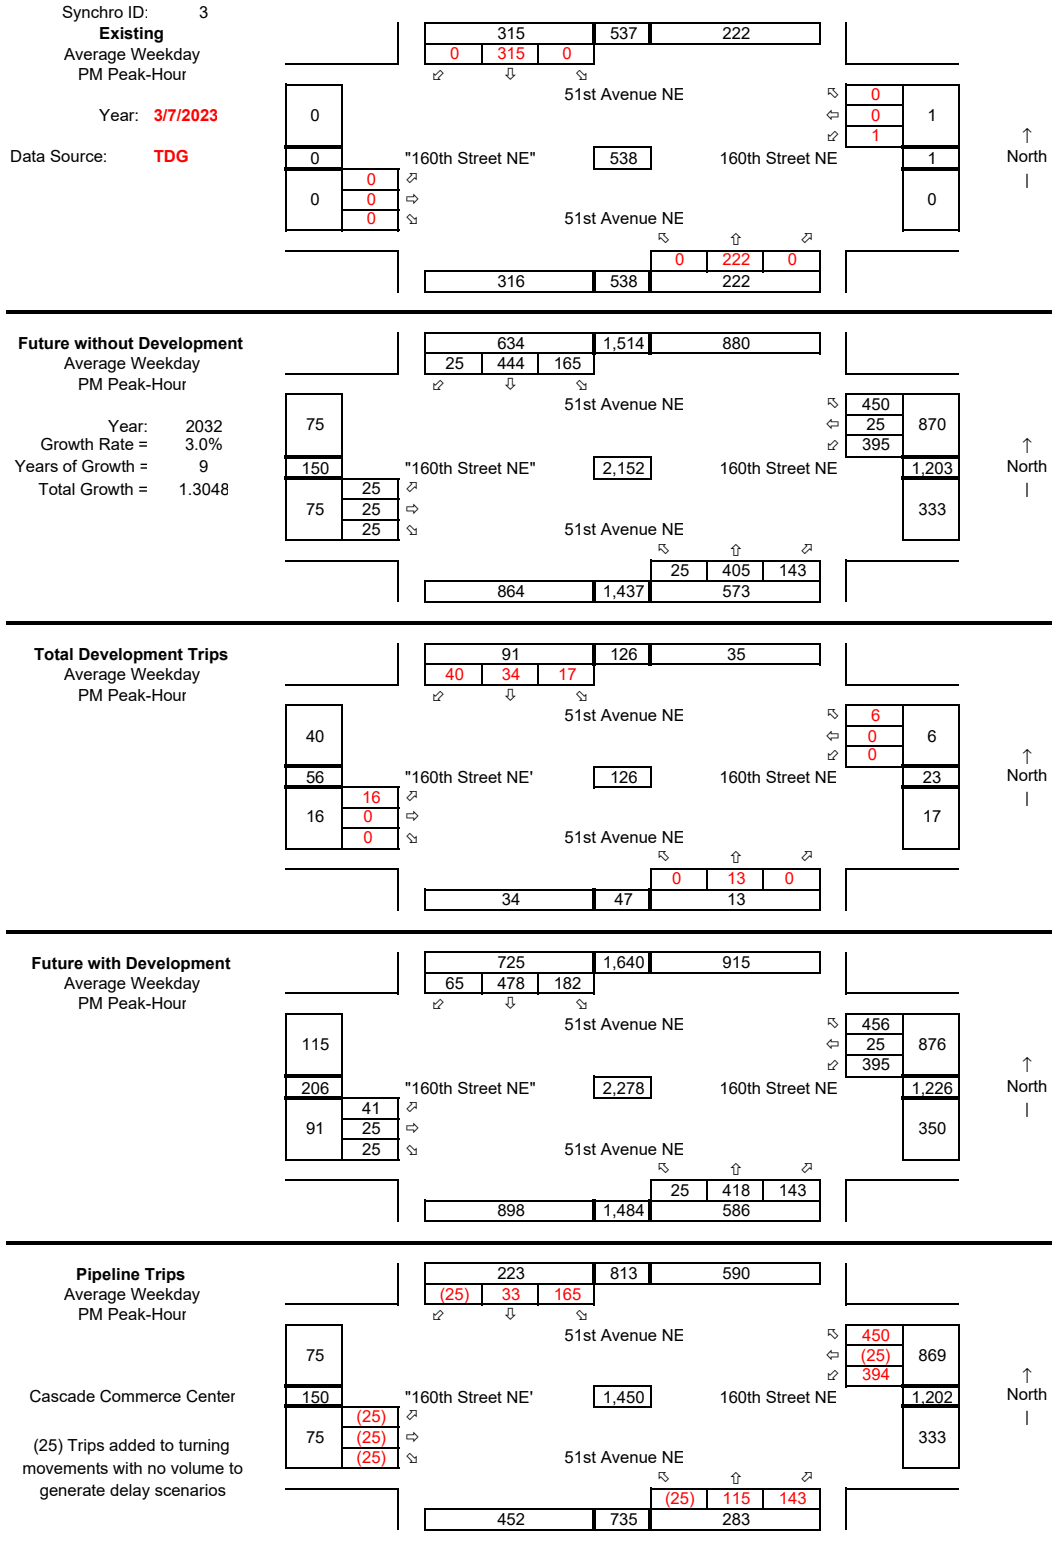 Synchro ID: 3
Existing
Average Weekday
PM Peak-Hour
Year: 3/7/2023
Data Source: TDG
315 537 222
0 315 0
51st Avenue NE
0
0 0 1
1
0 "160th Street NE" 538 160th Street NE 1
0
0 0 0
0
51st Avenue NE
0 222 0
316 538 222
↑
North
|
Future without Development
Average Weekday
PM Peak-Hour
Year: 2032
Growth Rate = 3.0%
Years of Growth = 9
Total Growth = 1.3048
634 1,514 880
25 444 165
51st Avenue NE
450
75 25 870
395
150 "160th Street NE" 2,152 160th Street NE 1,203
25
75 25 333
25
51st Avenue NE
25 405 143
864 1,437 573
↑
North
|
Total Development Trips
Average Weekday
PM Peak-Hour
91 126 35
40 34 17
51st Avenue NE
6
40 0 6
0
56 "160th Street NE' 126 160th Street NE 23
16
16 0 17
0
51st Avenue NE
0 13 0
34 47 13
↑
North
|
Future with Development
Average Weekday
PM Peak-Hour
725 1,640 915
65 478 182
51st Avenue NE
456
115 25 876
395
206 "160th Street NE" 2,278 160th Street NE 1,226
41
91 25 350
25
51st Avenue NE
25 418 143
898 1,484 586
↑
North
|
Pipeline Trips
Average Weekday
PM Peak-Hour
Cascade Commerce Center
(25) Trips added to turning
movements with no volume to
generate delay scenarios
223 813 590
(25) 33 165
51st Avenue NE
450
75 (25) 869
394
150 "160th Street NE' 1,450 160th Street NE 1,202
(25)
75 (25) 333
(25)
51st Avenue NE
(25) 115 143
452 735 283
↑
North
|